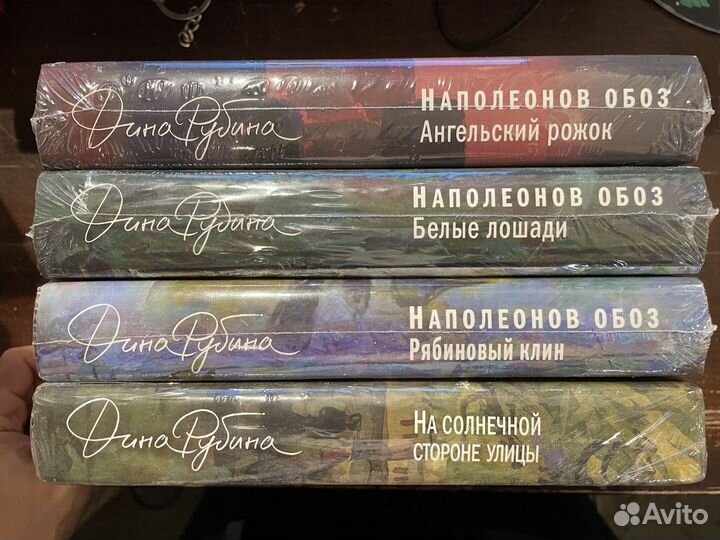 Дина Рубина
НАПОЛЕОНОВ ОБОЗ
Ангельский рожок
Дина Рубина
НАПОЛЕОНОВ ОБОЗ
Белые лошади
Дина Рубина
НАПОЛЕОНОВ ОБОЗ
Рябиновый клин
Дина Рубина
НА СОЛНЕЧНОЙ
СТОРОНЕ УЛИЦЫ
Avito